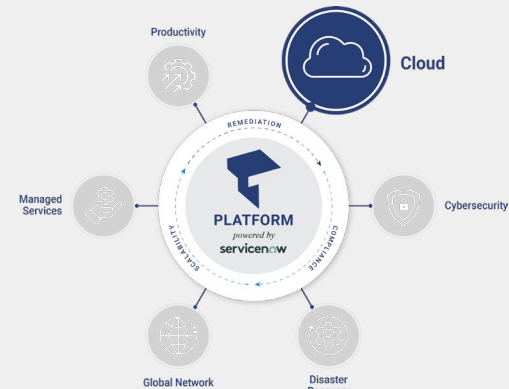 Productivity
Cloud
REMEDIATION
Managed
Services
PLATFORM
powered by
servicenow
Cybersecurity
SCALABILITY
COMPLIANCE
Global Network
Disaster